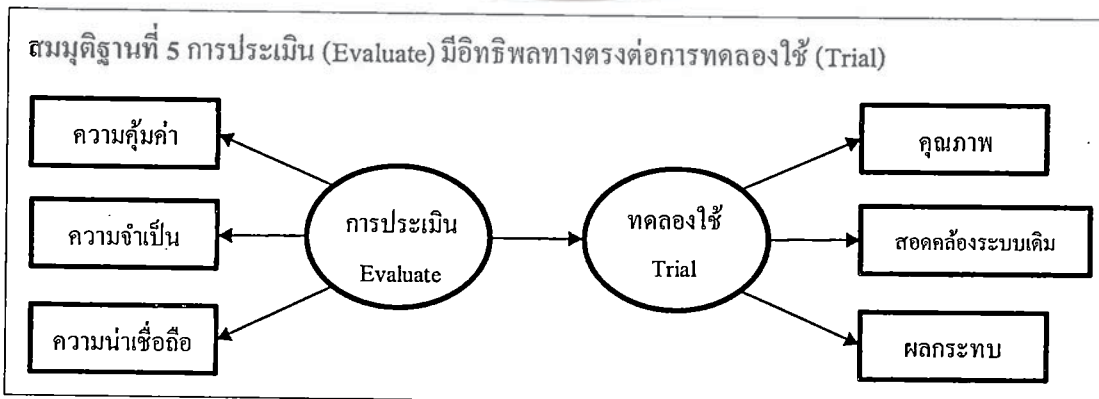 สมมุติฐานที่ 5 การประเมิน (Evaluate) มีอิทธิพลทางตรงต่อการทดลองใช้ (Trial)
ความคุ้มค่า
ความจำเป็น
ความน่าเชื่อถือ
การประเมิน
Evaluate
ทดลองใช้
Trial
คุณภาพ
สอดคล้องระบบเดิม
ผลกระทบ